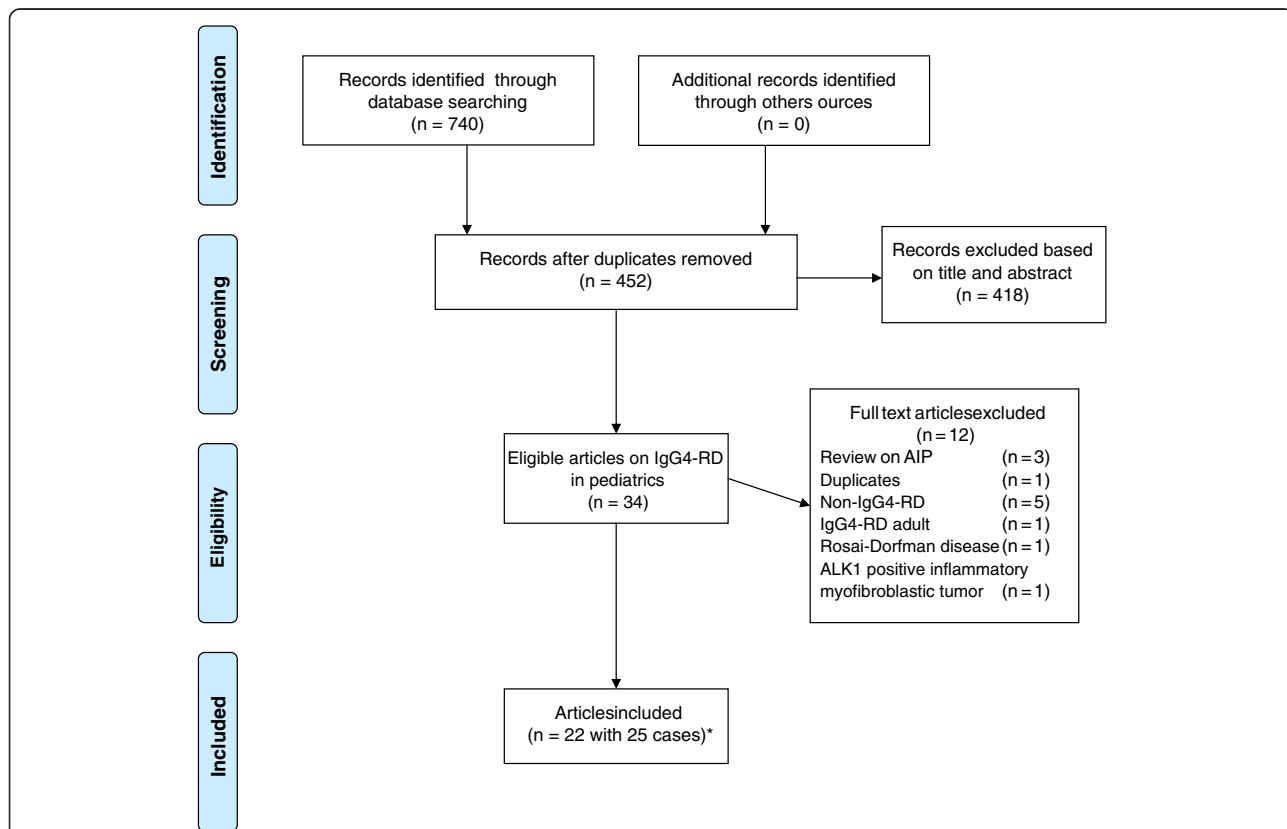 Identification
Records identified through
database searching
(n = 740)
Additional records identified
through others ources
(n = 0)
Screening
Records after duplicates removed
(n = 452)
Records excluded based
on title and abstract
(n = 418)
Eligibility
Eligible articles on IgG4-RD
in pediatrics
(n = 34)
Full text articlesexcluded
(n = 12)
Review on AIP (n = 3)
Duplicates (n = 1)
Non-IgG4-RD (n = 5)
IgG4-RD adult (n = 1)
Rosai-Dorfman disease (n = 1)
ALK1 positive inflammatory
myofibroblastic tumor (n = 1)
Included
Articlesincluded
(n = 22 with 25 cases)*